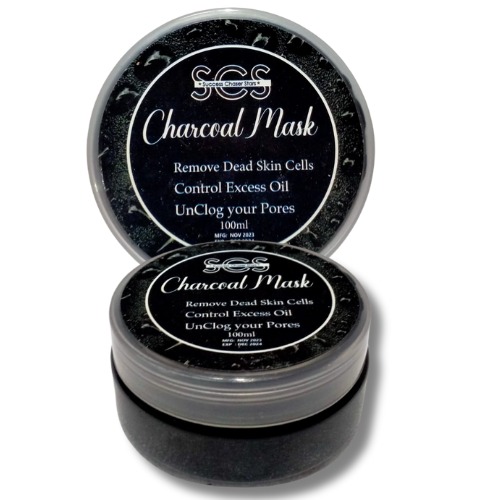 SCS
Success Chaser Stars
Charcoal Mask
Remove Dead Skin Cells
Control Excess Oil
UnClog your Pores
100ml
MFG: NOV 2023
SCS
Charcoal Mask
Remove Dead Skin Cells
Control Excess Oil
UnClog your Pores
100ml
MFG: NOV 2023
EXP : DEC 2024